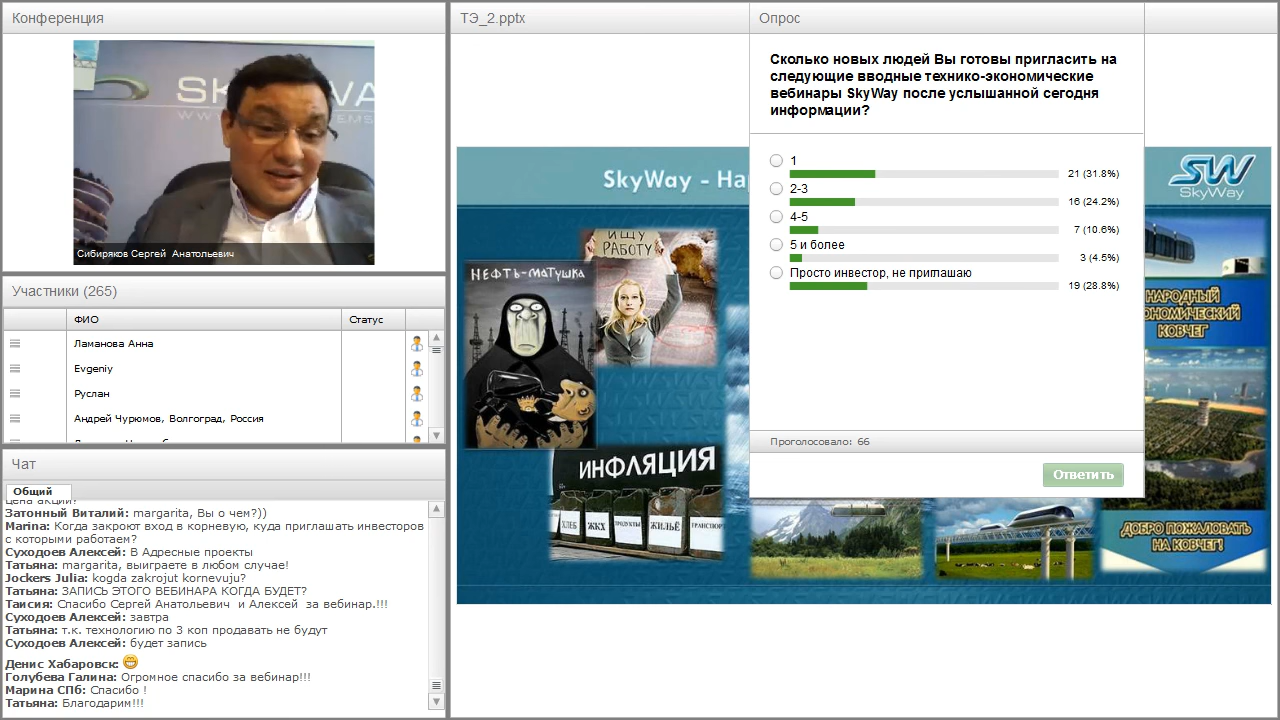 Конференция
SK WA
Сибиряков Сергей Анатольевич
Участники (265)
ФИО
Статус
Ламанова Анна
Evgeniy
Руслан
Андрей Чурюмов, Волгоград, Россия
Чат
Общий
цена акций?
Затонный Виталий: margarita, Вы о чем?))
Marina: Когда закроют вход в корневую, куда приглашать инвесторов
с которыми работаем?
Суходоев Алексей: В Адресные проекты
Татьяна: margarita, выиграете в любом случае!
Jockers Julia: kogda zakrojut kornevuju?
Татьяна: ЗАПИСЬ ЭТОГО ВЕБИНАРА КОГДА БУДЕТ?
Таисия: Спасибо Сергей Анатольевич и Алексей за вебинар.!!!
Суходоев Алексей: завтра
Татьяна: т.к. технологию по 3 коп продавать не будут
Суходоев Алексей: будет запись
Денис Хабаровск:
Голубева Галина: Огромное спасибо за вебинар!!!
Марина СПб: Спасибо !
Татьяна: Благодарим!!!
ТЭ_2.pptx
SkyWay - На
ИЩУ
РАБОТУ
НЕФТЬ-МАТУШКА
ИНФЛЯЦИЯ
ХЛЕБ
ЖКХ
ПРОДУКТЫ
ЖИЛЬЁ
ТРАНСПОР
Опрос
Сколько новых людей Вы готовы пригласить на
следующие вводные технико-экономические
вебинары SkyWay после услышанной сегодня
информации?
1
21 (31.8%)
2-3
16 (24.2%)
4-5
7 (10.6%)
5 и более
3 (4.5%)
Просто инвестор, не приглашаю
19 (28.8%)
Проголосовало: 66
Ответить
SW
SkyWay
НАРОДНЫЙ
ОНОМИЧЕСКИЙ
КОВЧЕГ
ДОБРО ПОЖАЛОВАТЬ
НА КОВЧЕГ!